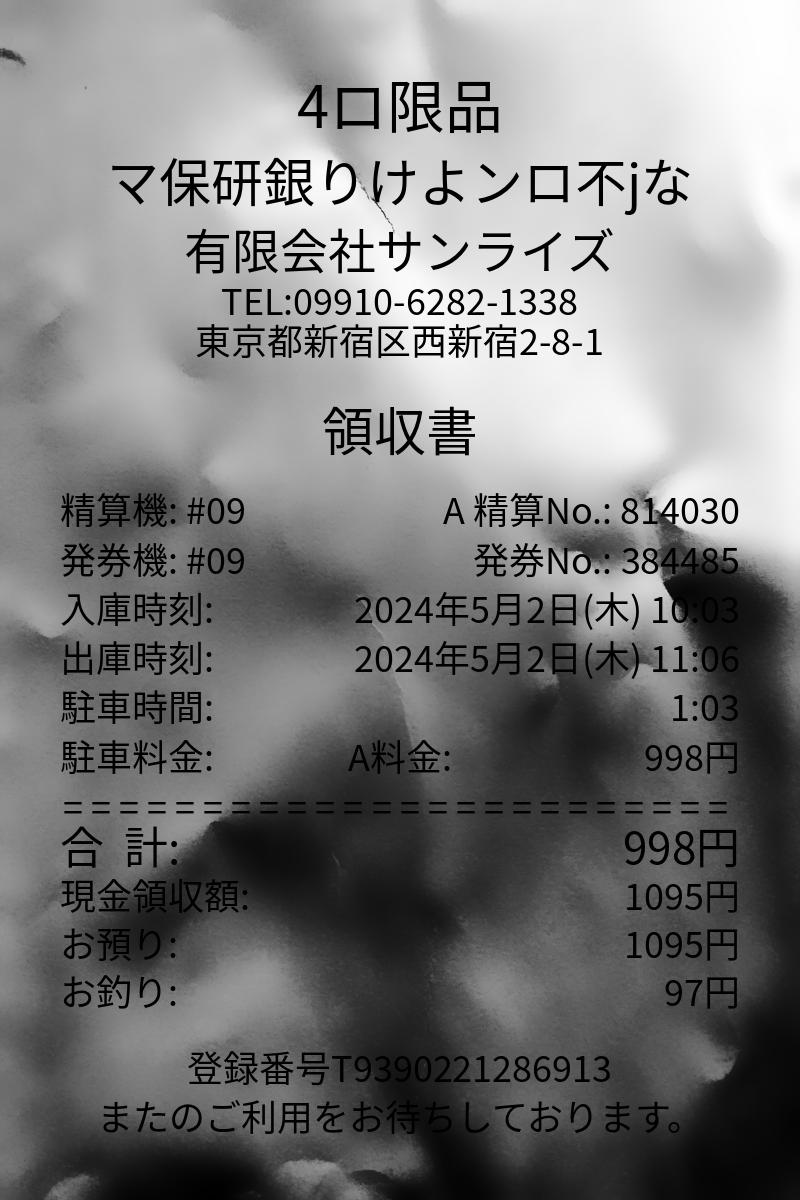 4口限品
マ保研銀りけよンロ不jな
有限会社サンライズ
TEL:09910-6282-1338
東京都新宿区西新宿2-8-1
領収書
精算機: #09 A 精算No.: 814030
発券機: #09 発券No.: 384485
入庫時刻: 2024年5月2日(木) 10:03
出庫時刻: 2024年5月2日(木) 11:06
駐車時間: 1:03
駐車料金: A料金: 998円
========================
合 計: 998円
現金領収額: 1095円
お預り: 1095円
お釣り: 97円
登録番号T9390221286913
またのご利用をお待ちしております。